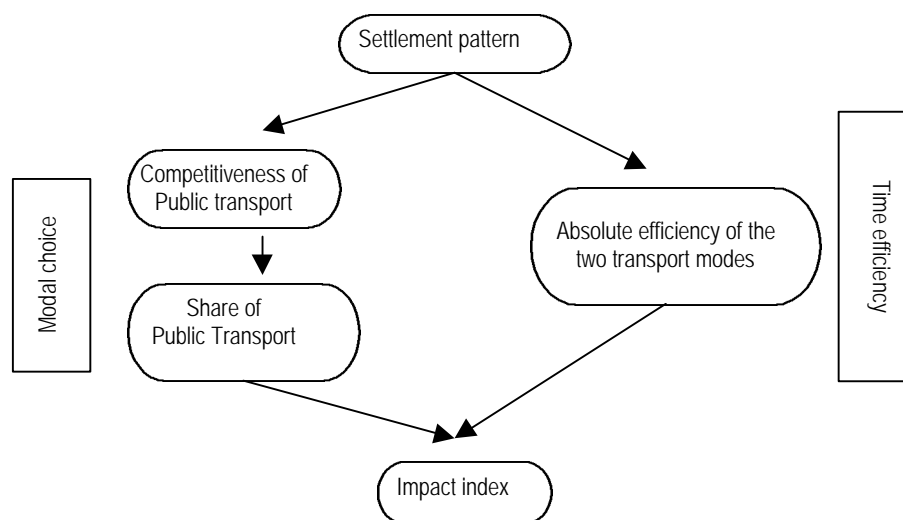 Settlement pattern
Competitiveness of
Public transport
Absolute efficiency of the
two transport modes
Share of
Public Transport
Modal choice
Time efficiency
Impact index